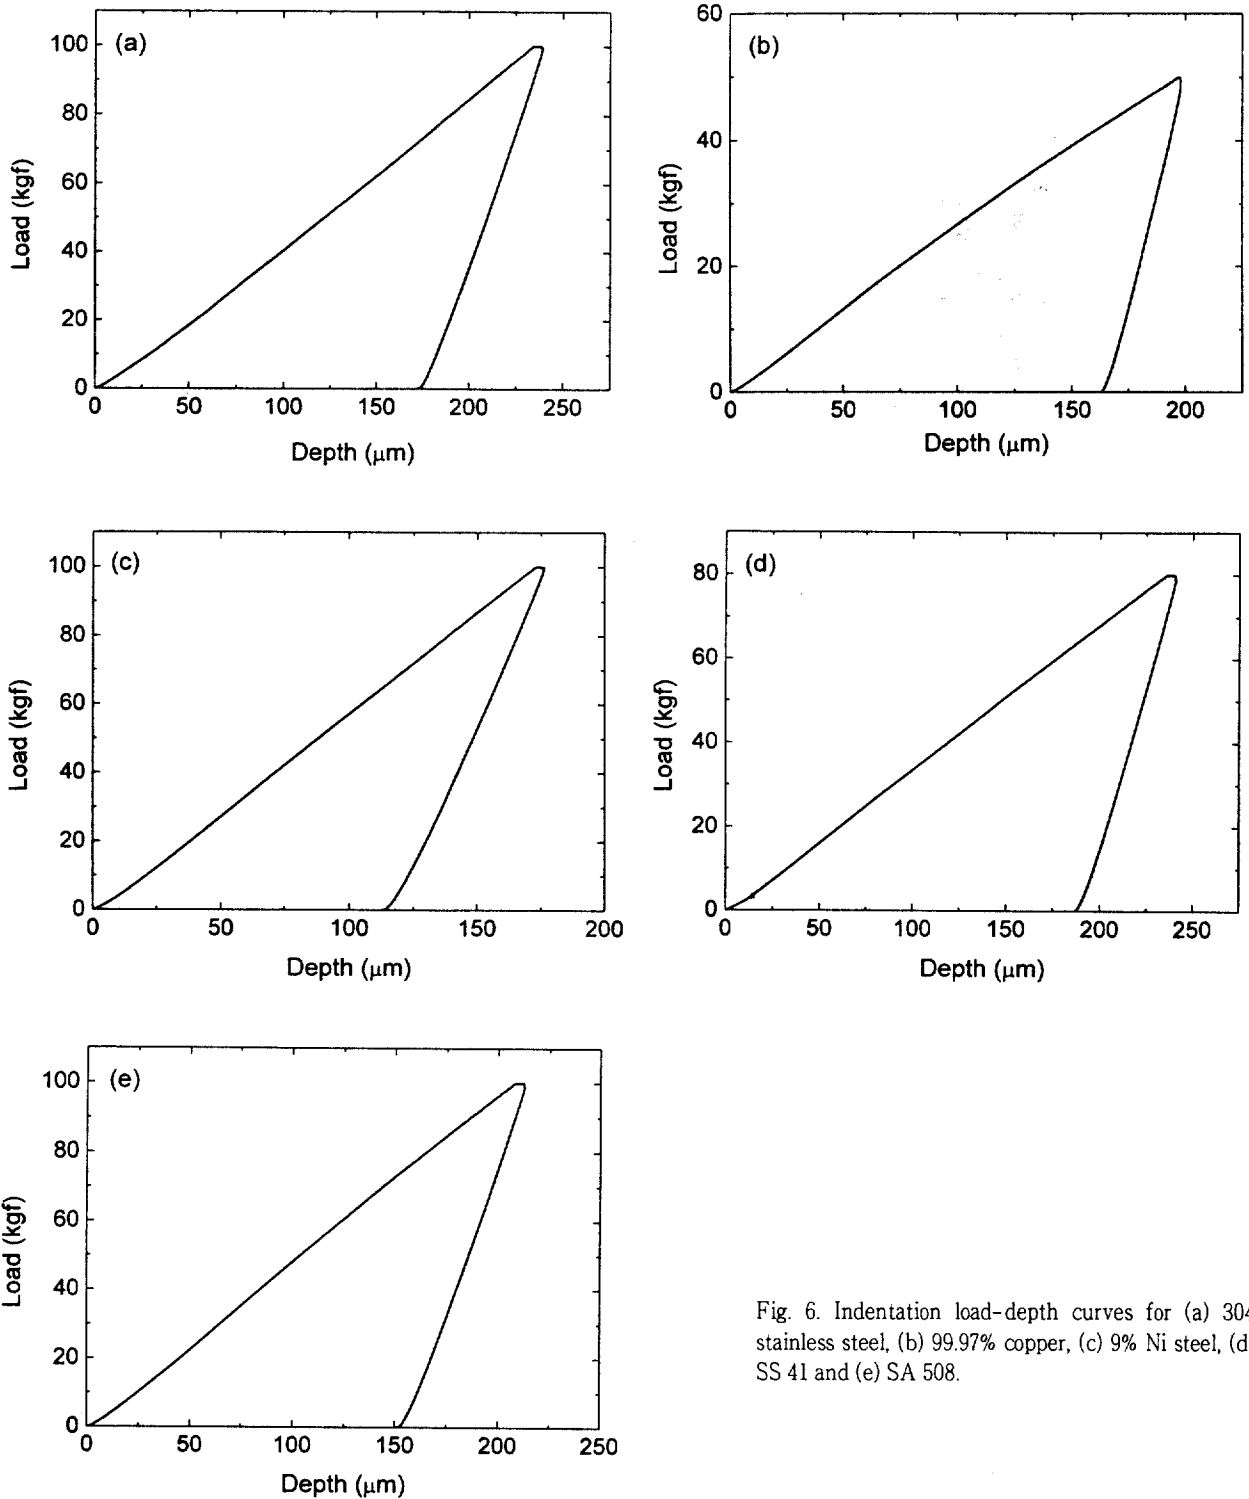 (a)
100
80
60
40
20
0
Load (kgf)
0 50 100 150 200 250
Depth (μm)
(b)
60
40
20
0
Load (kgf)
0 50 100 150 200
Depth (μm)
(c)
100
80
60
40
20
0
Load (kgf)
0 50 100 150 200
Depth (μm)
(d)
80
60
40
20
0
Load (kgf)
0 50 100 150 200 250
Depth (μm)
(e)
100
80
60
40
20
0
Load (kgf)
0 50 100 150 200 250
Depth (μm)
Fig. 6. Indentation load-depth curves for (a) 304
stainless steel, (b) 99.97% copper, (c) 9% Ni steel, (d
SS 41 and (e) SA 508.